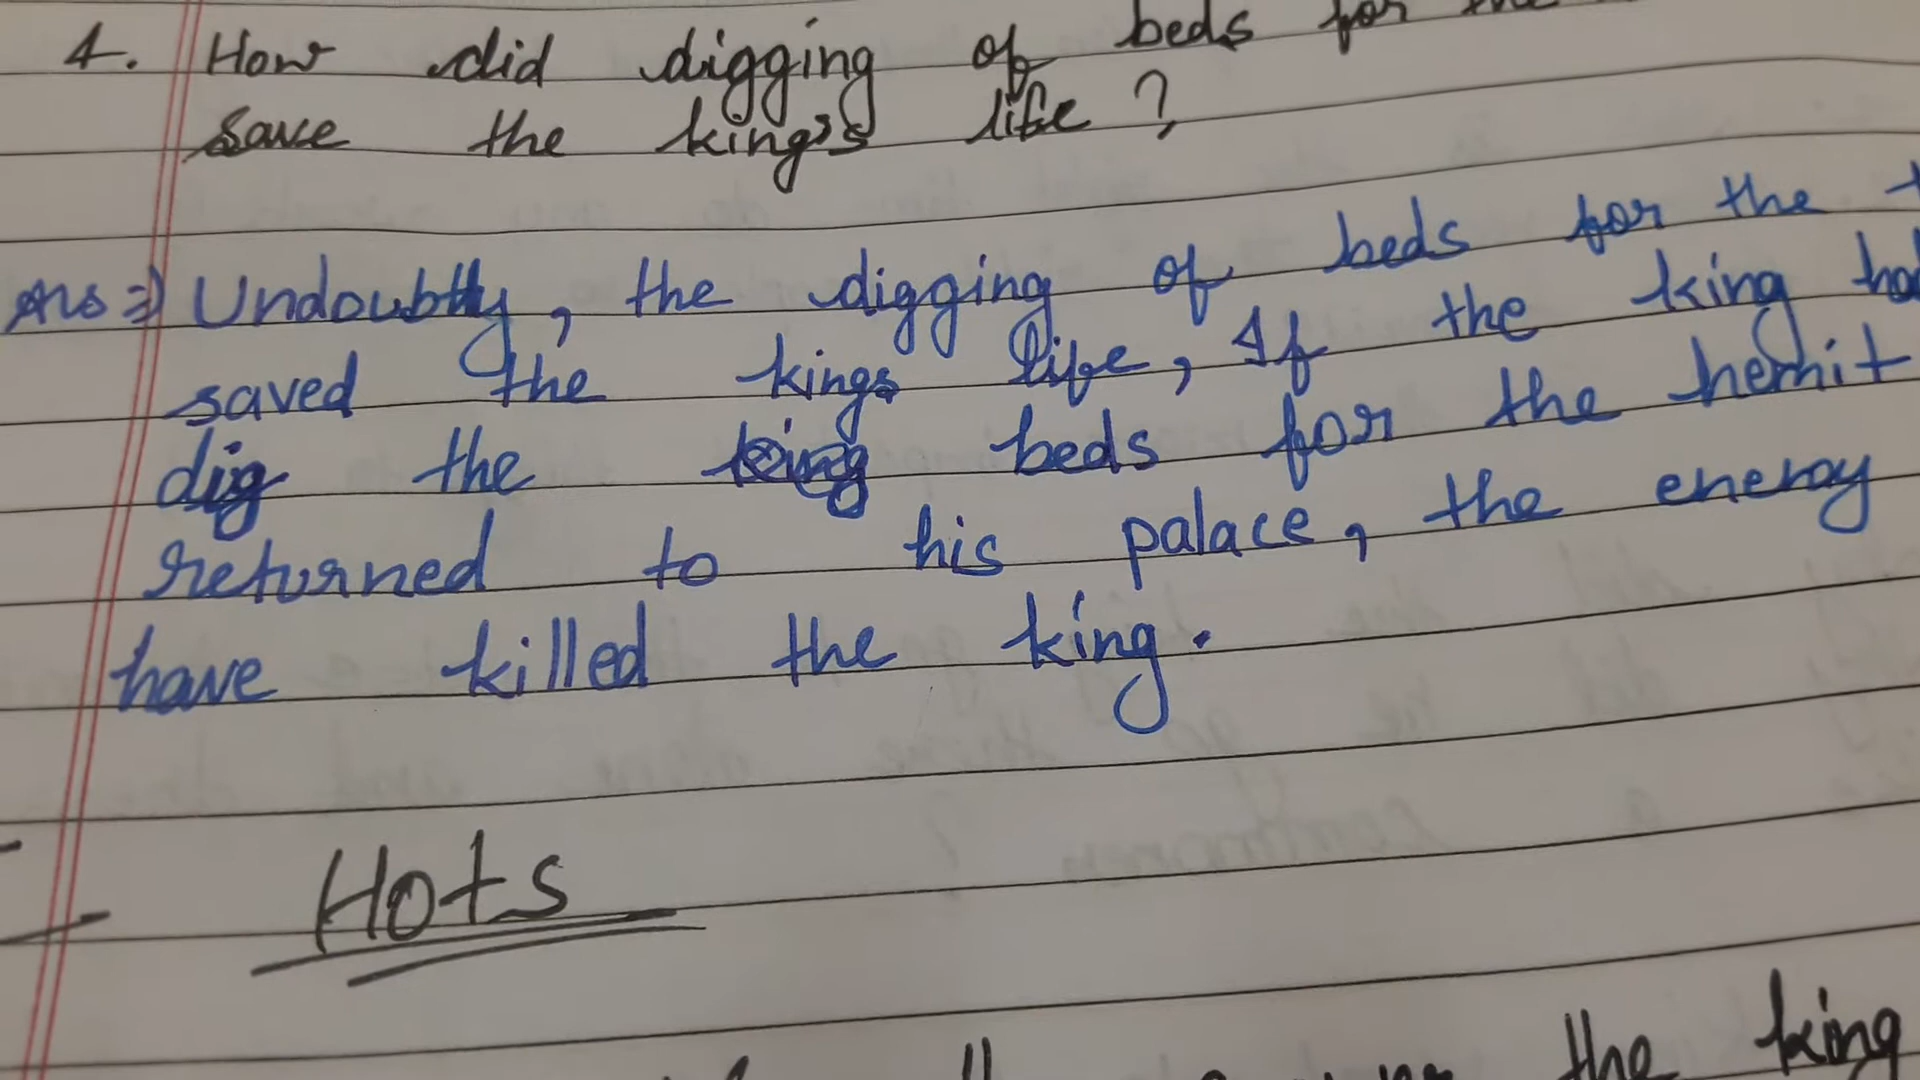 4. How did digging of beds for the
save the king's life ?
Ans => Undoubtly, the digging of beds for the
saved the kings life, If the king
dig the beds for the hermit
returned to his palace, the eneray
have killed the king.
Hots
the king